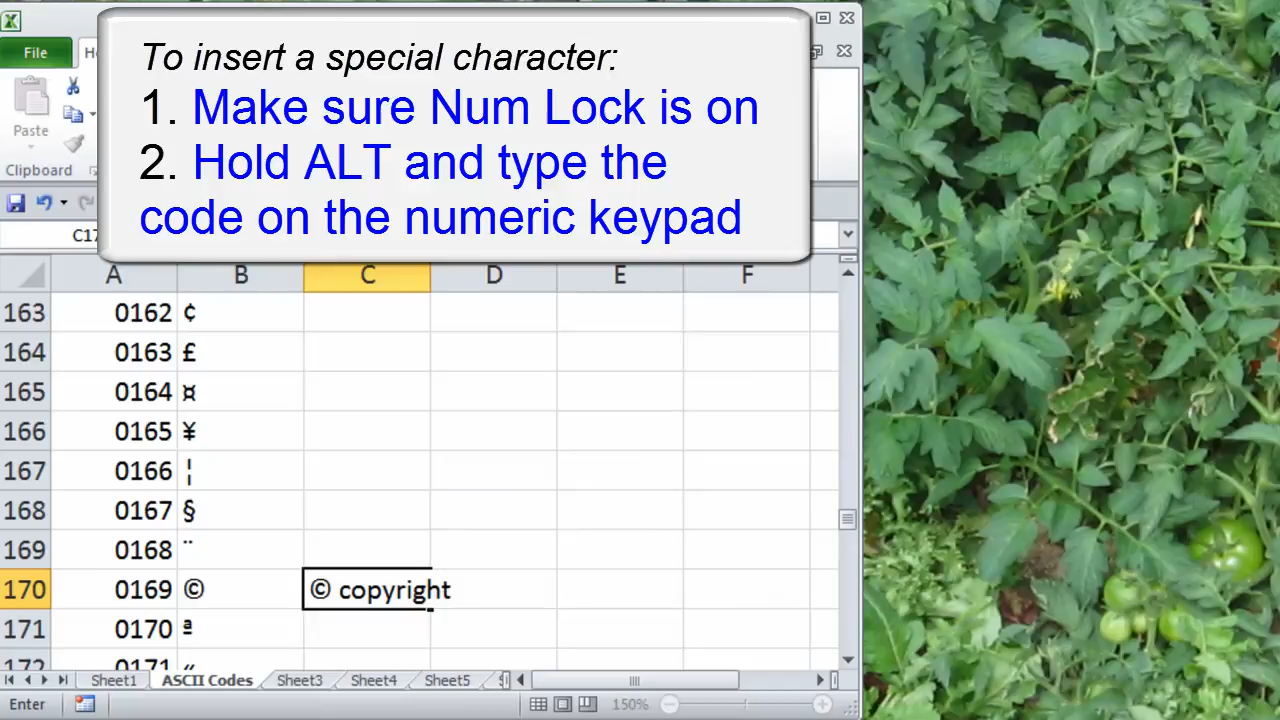 To insert a special character:
1. Make sure Num Lock is on
2. Hold ALT and type the
code on the numeric keypad
File
Paste
Clipboard
A B C D E F
163 0162 ¢
164 0163 £
165 0164 ¤
166 0165 ¥
167 0166 ¦
168 0167 §
169 0168 ¨
170 0169 © © copyright
171 0170 ª
172 0171 «
Sheet1 ASCII Codes Sheet3 Sheet4 Sheet5
Enter 150%